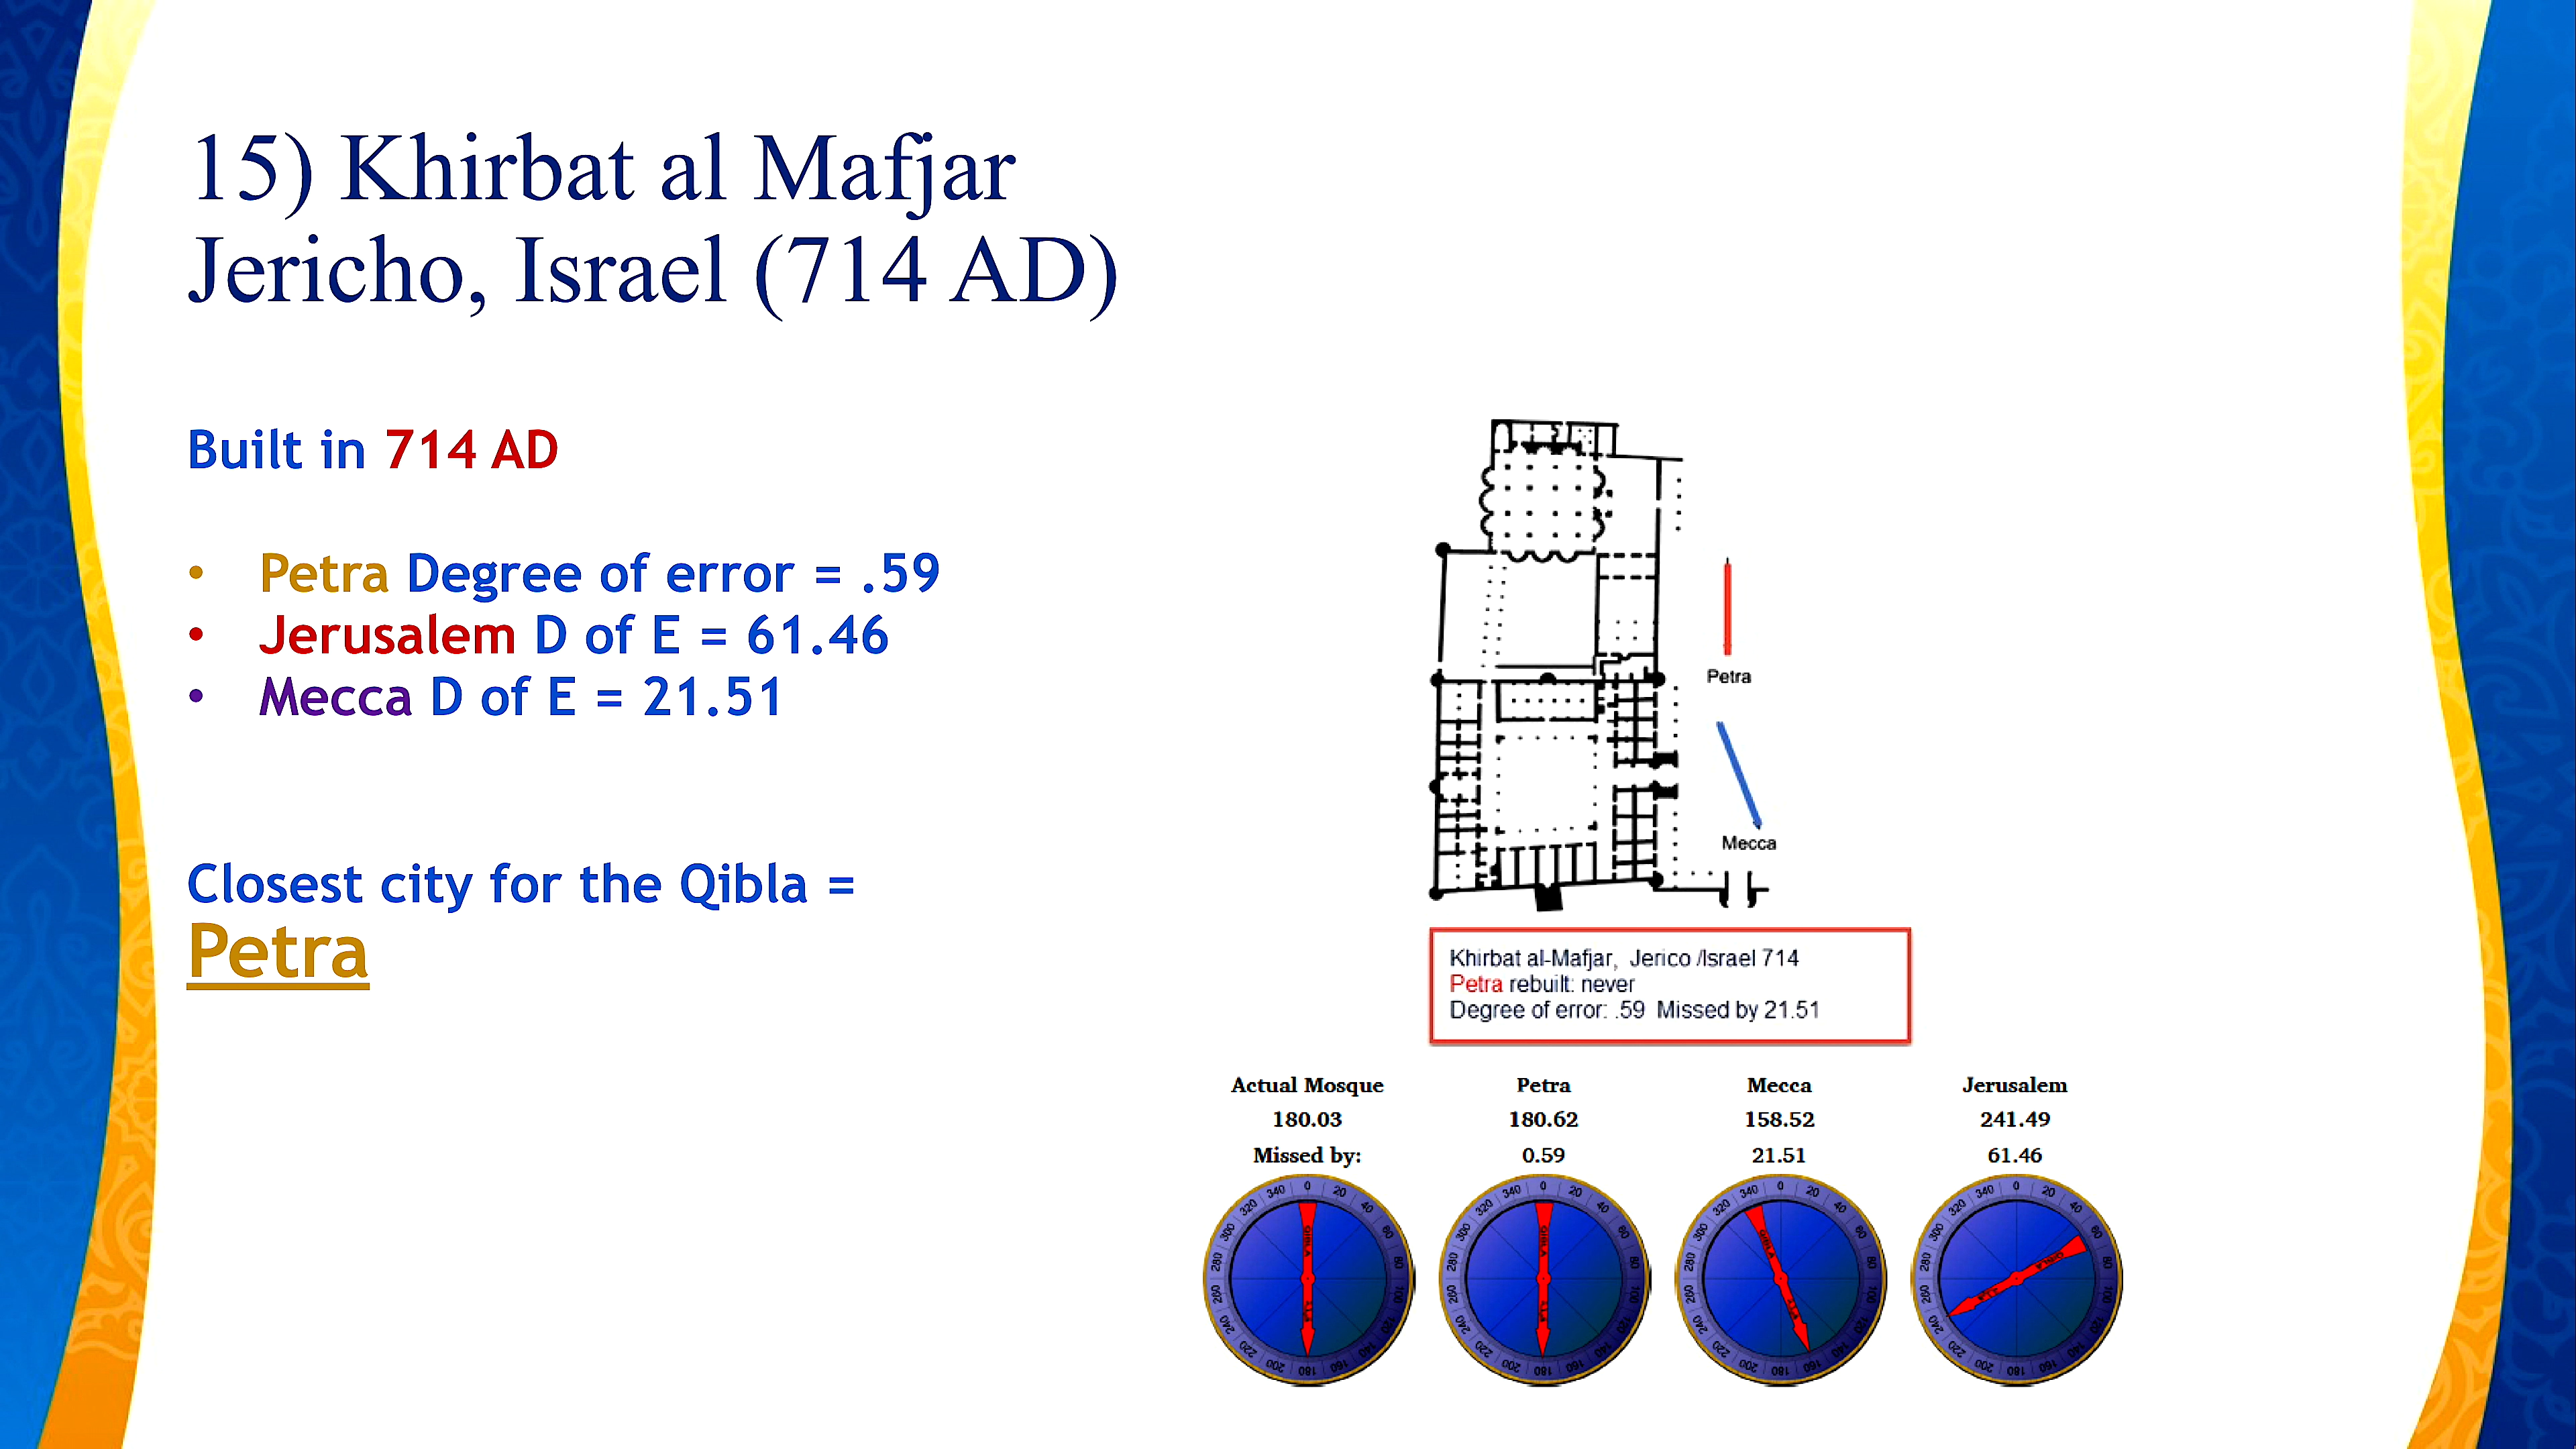 15) Khirbat al Mafjar
Jericho, Israel (714 AD)
Built in 714 AD
• Petra Degree of error = .59
• Jerusalem D of E = 61.46
• Mecca D of E = 21.51
Closest city for the Qibla =
Petra
Petra
Mecca
Khirbat al-Mafjar, Jerico /Israel 714
Petra rebuilt: never
Degree of error: .59 Missed by 21.51
Actual Mosque Petra Mecca Jerusalem
180.03 180.62 158.52 241.49
Missed by: 0.59 21.51 61.46